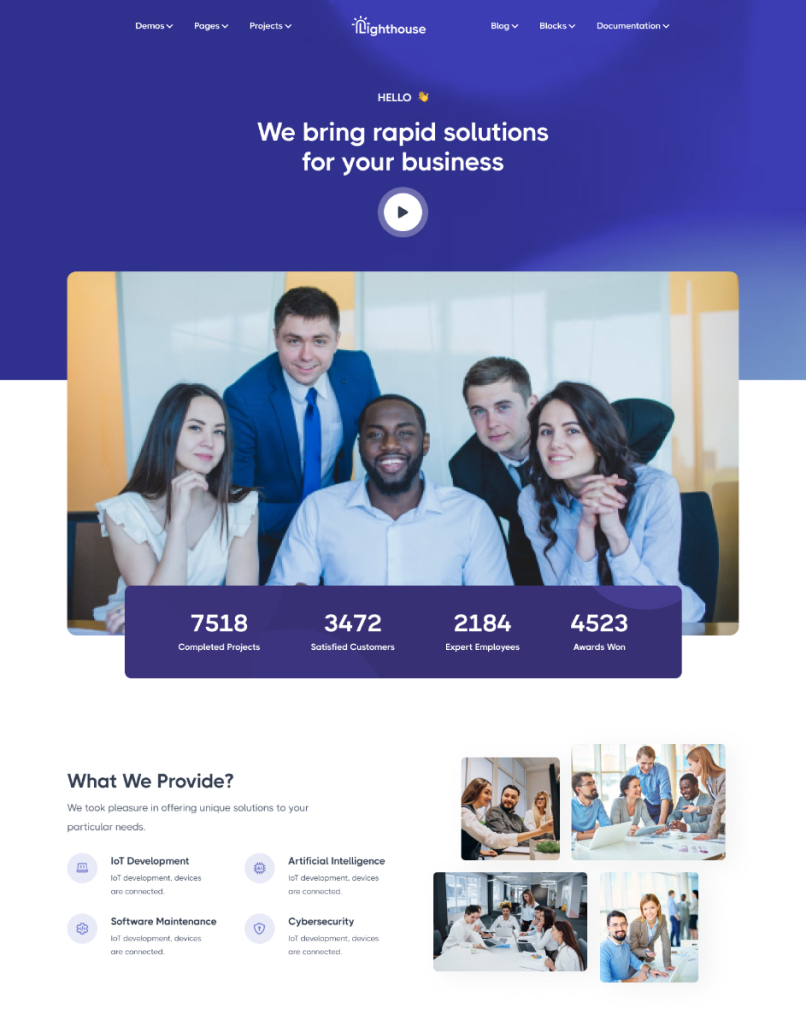 Demos Pages Projects Lighthouse Blog Blocks Documentation
HELLO 👋
We bring rapid solutions
for your business
7518 3472 2184 4523
Completed Projects Satisfied Customers Expert Employees Awards Won
What We Provide?
We took pleasure in offering unique solutions to your
particular needs.
IoT Development
IoT development, devices
are connected.
Artificial Intelligence
IoT development, devices
are connected.
Software Maintenance
IoT development, devices
are connected.
Cybersecurity
IoT development, devices
are connected.